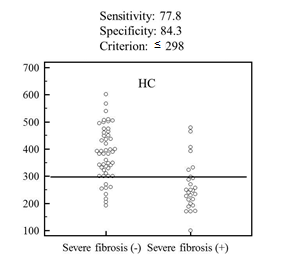 Sensitivity: 77.8
Specificity: 84.3
Criterion: ≤ 298
HC
700
600
500
400
300
200
100
Severe fibrosis (-) Severe fibrosis (+)